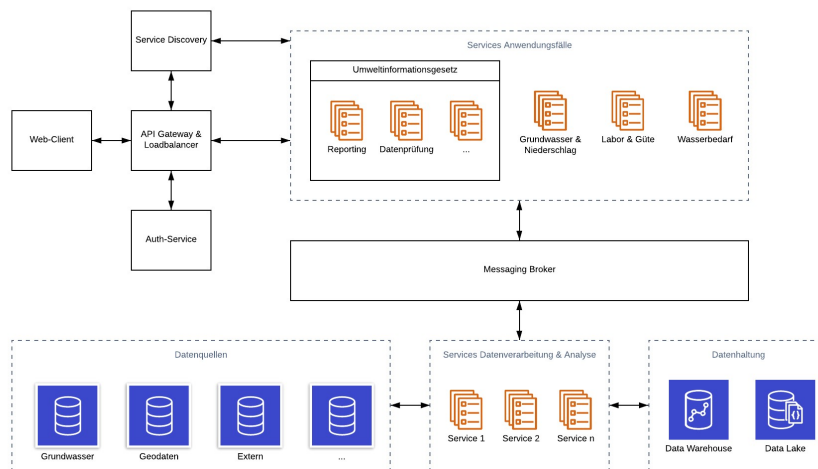 Service Discovery
Services Anwendungsfälle
Umweltinformationsgesetz
Web-Client
API Gateway &
Loadbalancer
Reporting
Datenprüfung
...
Grundwasser &
Niederschlag
Labor & Güte
Wasserbedarf
Auth-Service
Messaging Broker
Datenquellen
Services Datenverarbeitung & Analyse
Datenhaltung
Grundwasser
Geodaten
Extern
...
Service 1
Service 2
Service n
Data Warehouse
Data Lake